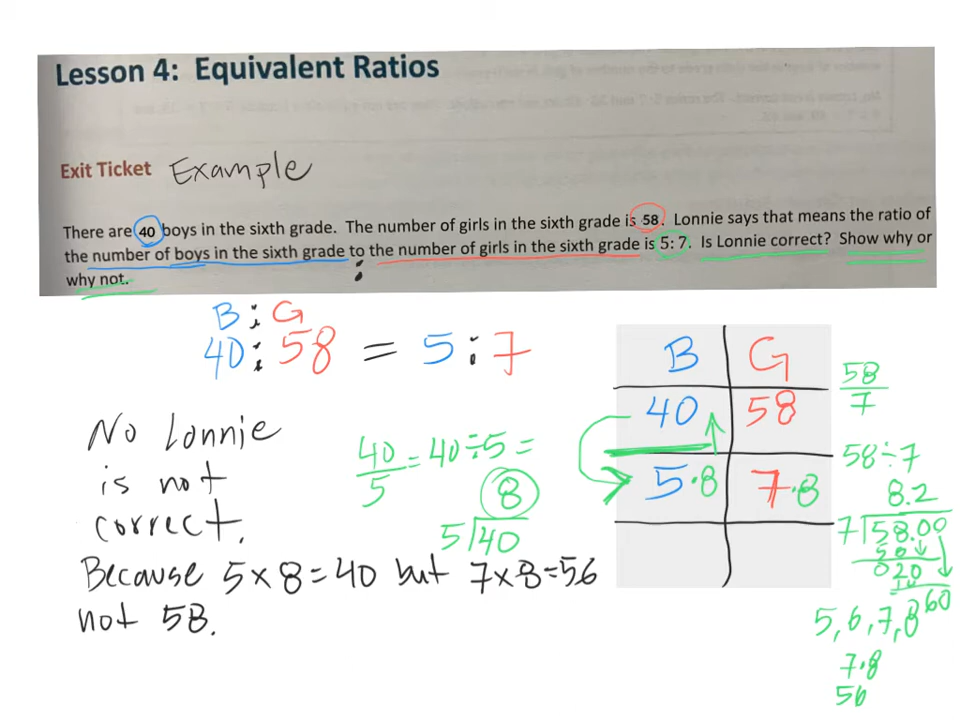 Lesson 4: Equivalent Ratios
Exit Ticket Example
There are 40 boys in the sixth grade. The number of girls in the sixth grade is 58. Lonnie says that means the ratio of
the number of boys in the sixth grade to the number of girls in the sixth grade is 5:7. Is Lonnie correct? Show why or
why not.
:
B : G
40 : 58 = 5 : 7
No Lonnie
is not
correct.
Because 5 x 8 = 40 but 7 x 8 = 56
not 58.
40/5 = 40 ÷ 5 =
8
5 40
B G
40 58
5·8 7·8
58
7
58 ÷ 7
8.2
7 58.00
020
60
5, 6, 7, 8
7·8
56